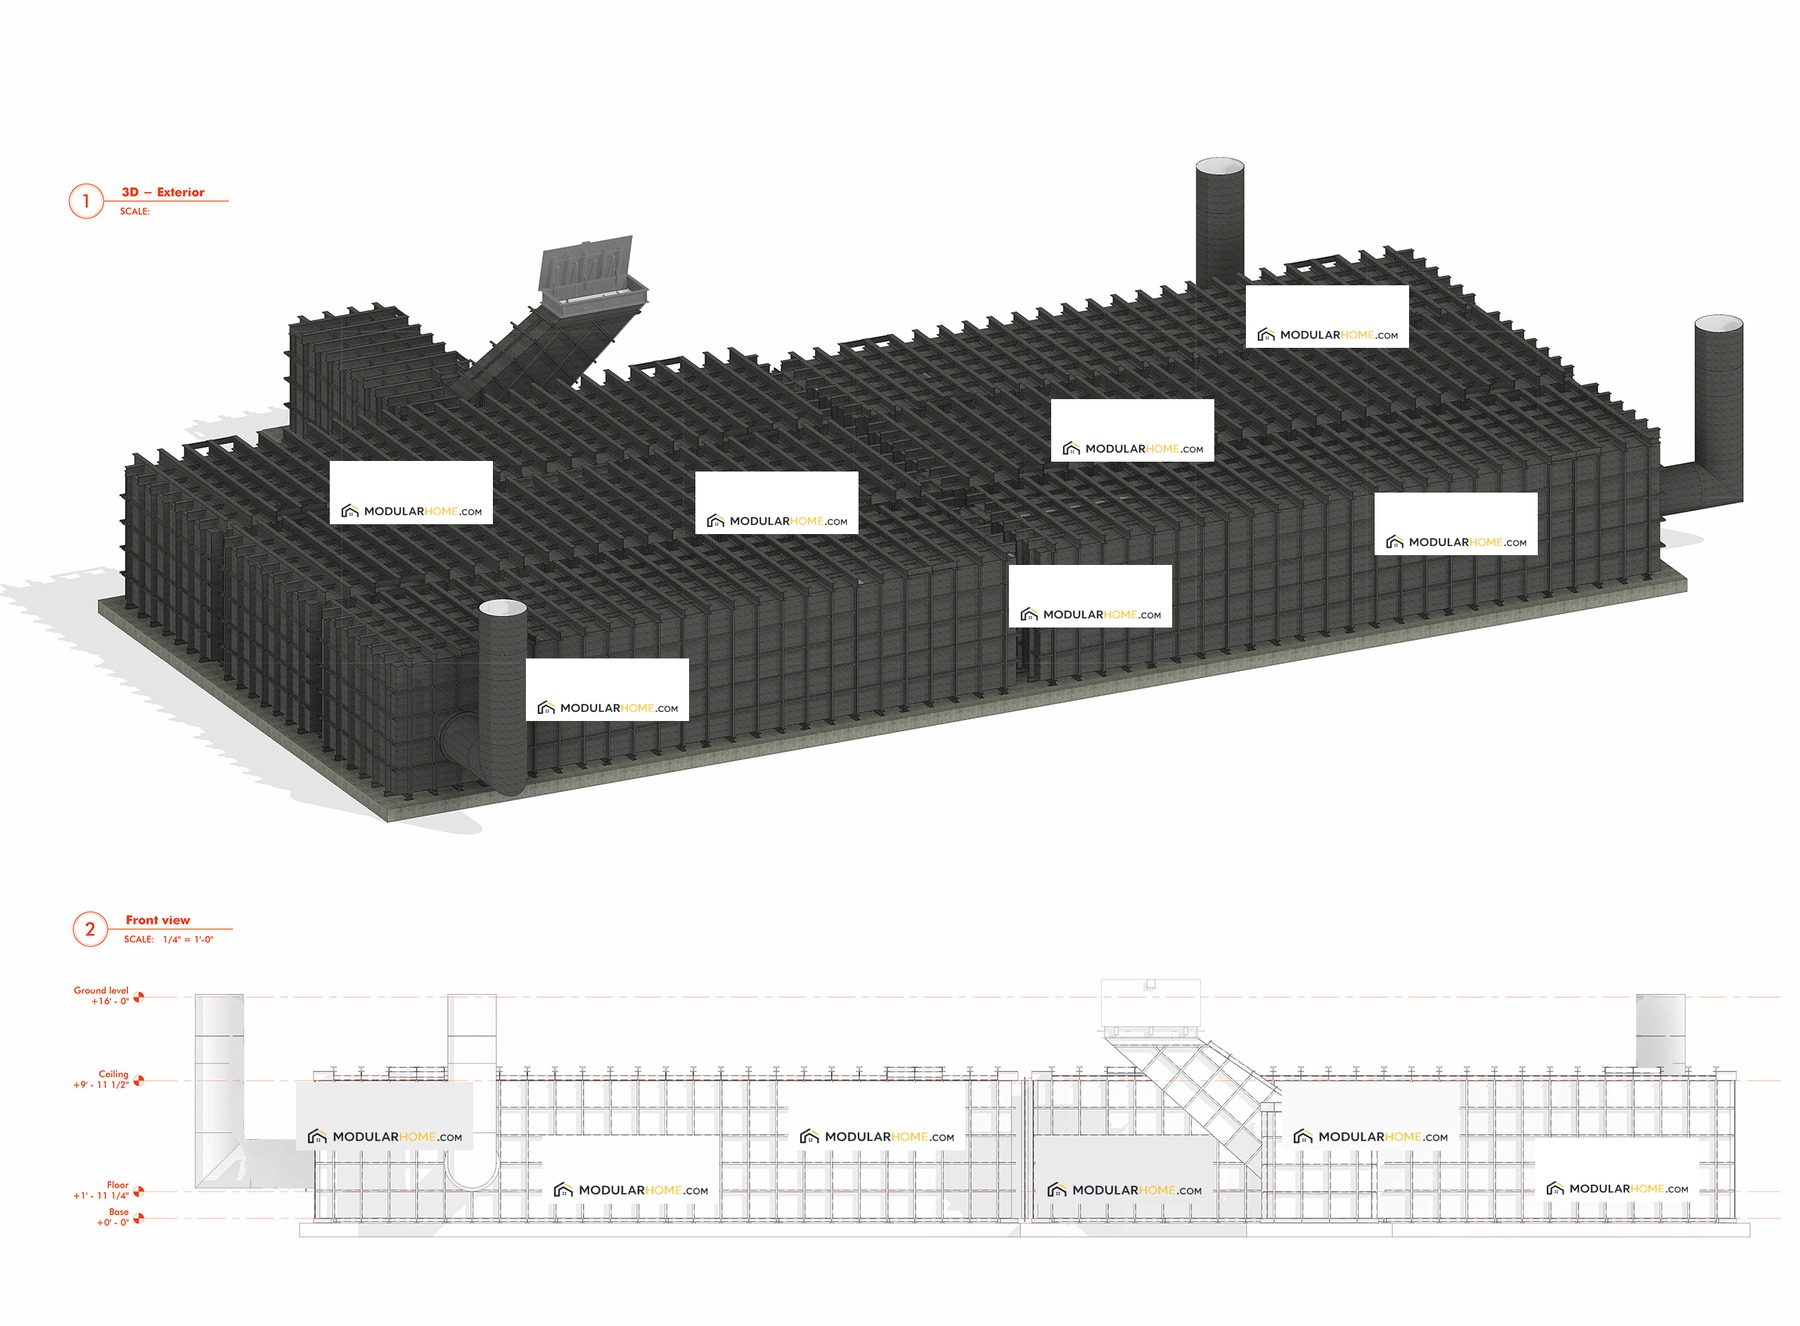 1
3D – Exterior
SCALE:
MODULARHOME.COM
MODULARHOME.COM
MODULARHOME.COM
MODULARHOME.COM
MODULARHOME.COM
MODULARHOME.COM
MODULARHOME.COM
2
Front view
SCALE: 1/4" = 1'-0"
Ground level
+16' - 0"
Ceiling
+9' - 11 1/2"
MODULARHOME.COM
MODULARHOME.COM
MODULARHOME.COM
Floor
+1' - 11 1/4"
MODULARHOME.COM
MODULARHOME.COM
MODULARHOME.COM
Base
+0' - 0"